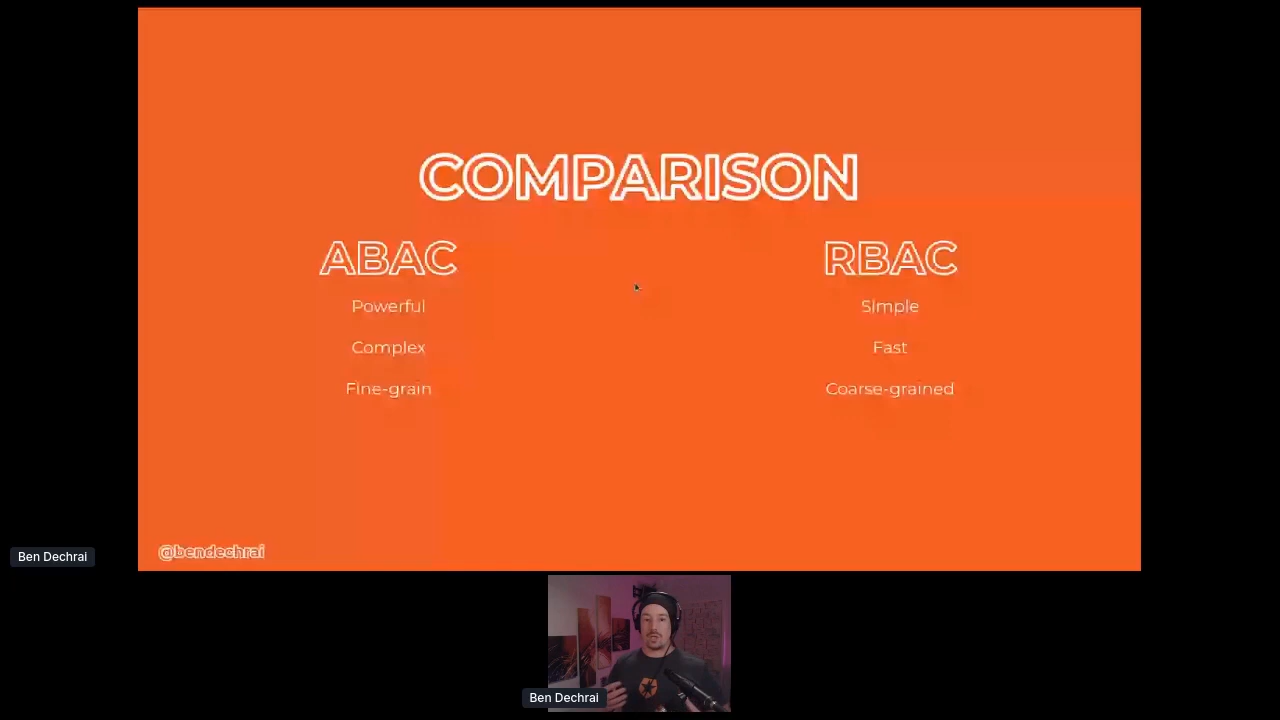 COMPARISON
ABAC
Powerful
Complex
Fine-grain
RBAC
Simple
Fast
Coarse-grained
@bendechrai
Ben Dechrai
Ben Dechrai